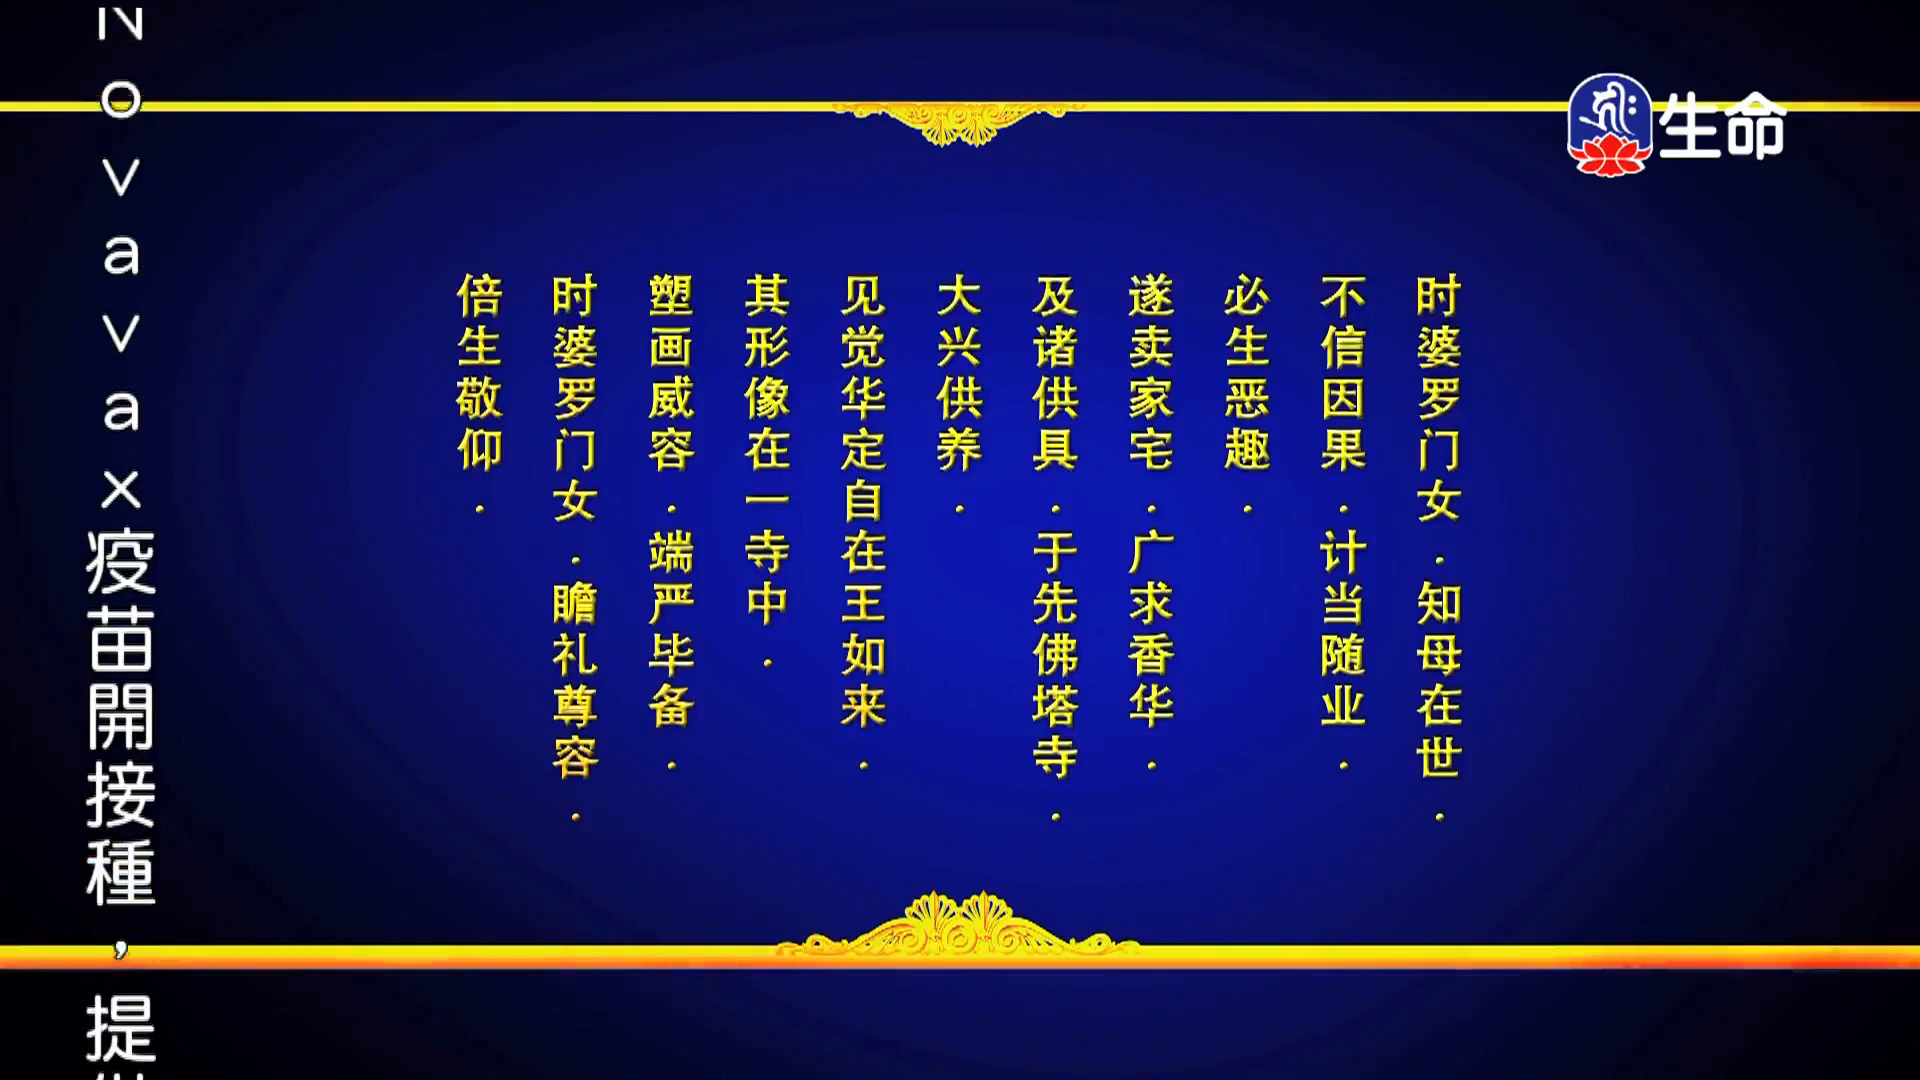 生命
时婆罗门女．知母在世．
不信因果．计当随业．
必生恶趣．
遂卖家宅．广求香华．
及诸供具．于先佛塔寺．
大兴供养．
见觉华定自在王如来．
其形像在一寺中．
塑画威容．端严毕备．
时婆罗门女．瞻礼尊容．
倍生敬仰．
Novavax疫苗開接種，提